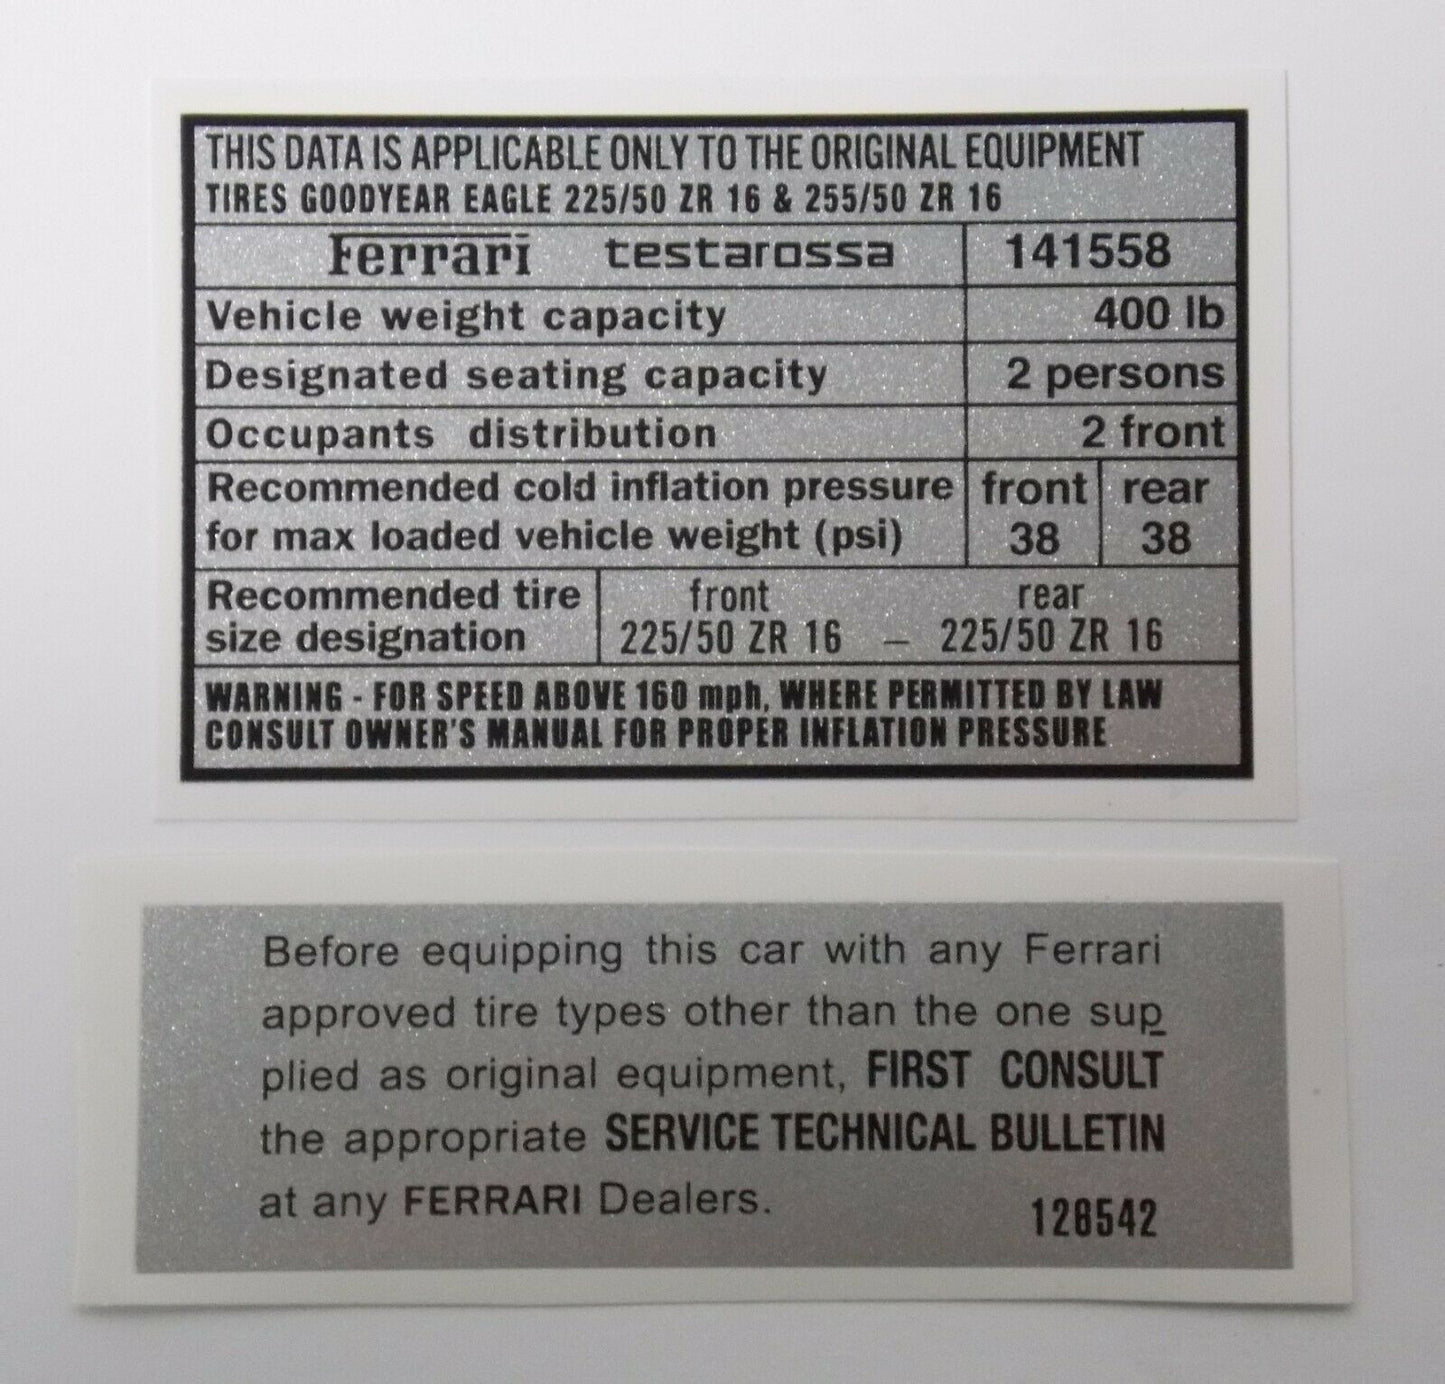 THIS DATA IS APPLICABLE ONLY TO THE ORIGINAL EQUIPMENT
TIRES GOODYEAR EAGLE 225/50 ZR 16 & 255/50 ZR 16
Ferrari testarossa 141558
Vehicle weight capacity 400 lb
Designated seating capacity 2 persons
Occupants distribution 2 front
Recommended cold inflation pressure front rear
for max loaded vehicle weight (psi) 38 38
Recommended tire front rear
size designation 225/50 ZR 16 – 225/50 ZR 16
WARNING - FOR SPEED ABOVE 160 mph, WHERE PERMITTED BY LAW
CONSULT OWNER'S MANUAL FOR PROPER INFLATION PRESSURE
Before equipping this car with any Ferrari
approved tire types other than the one sup_
plied as original equipment, FIRST CONSULT
the appropriate SERVICE TECHNICAL BULLETIN
at any FERRARI Dealers.
128542